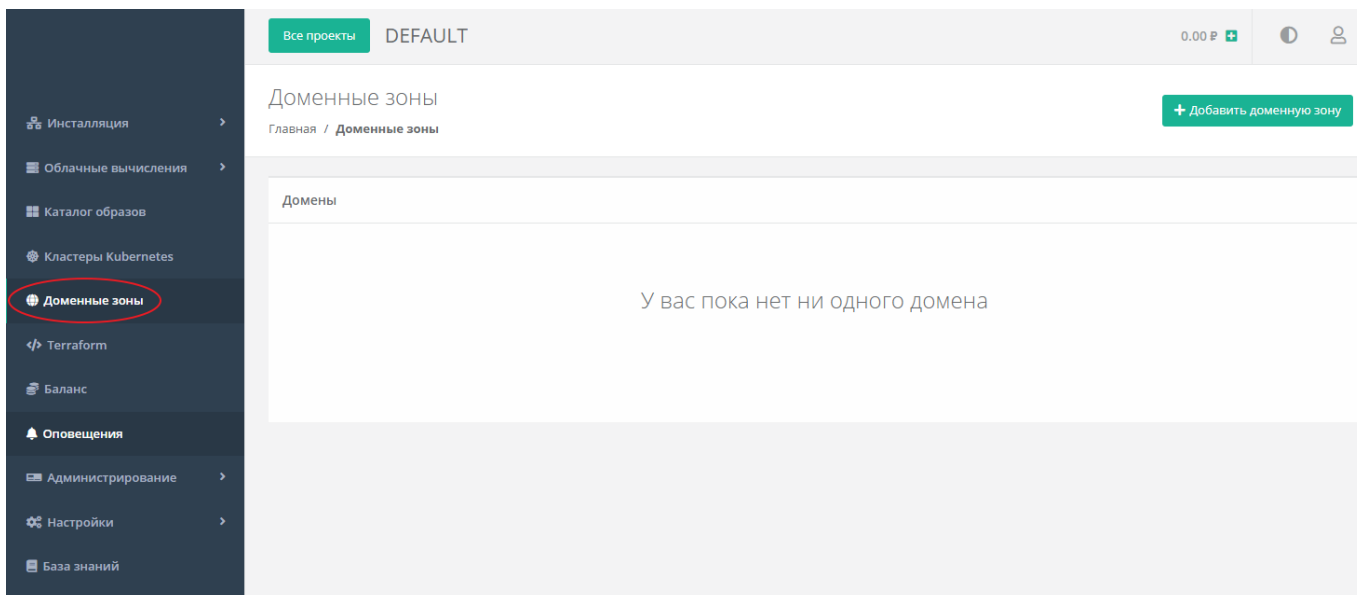 Все проекты
DEFAULT
0.00 ₽
Доменные зоны
Главная / Доменные зоны
Добавить доменную зону
Инсталляция
Облачные вычисления
Каталог образов
Кластеры Kubernetes
Доменные зоны
Terraform
Баланс
Оповещения
Администрирование
Настройки
База знаний
Домены
У вас пока нет ни одного домена